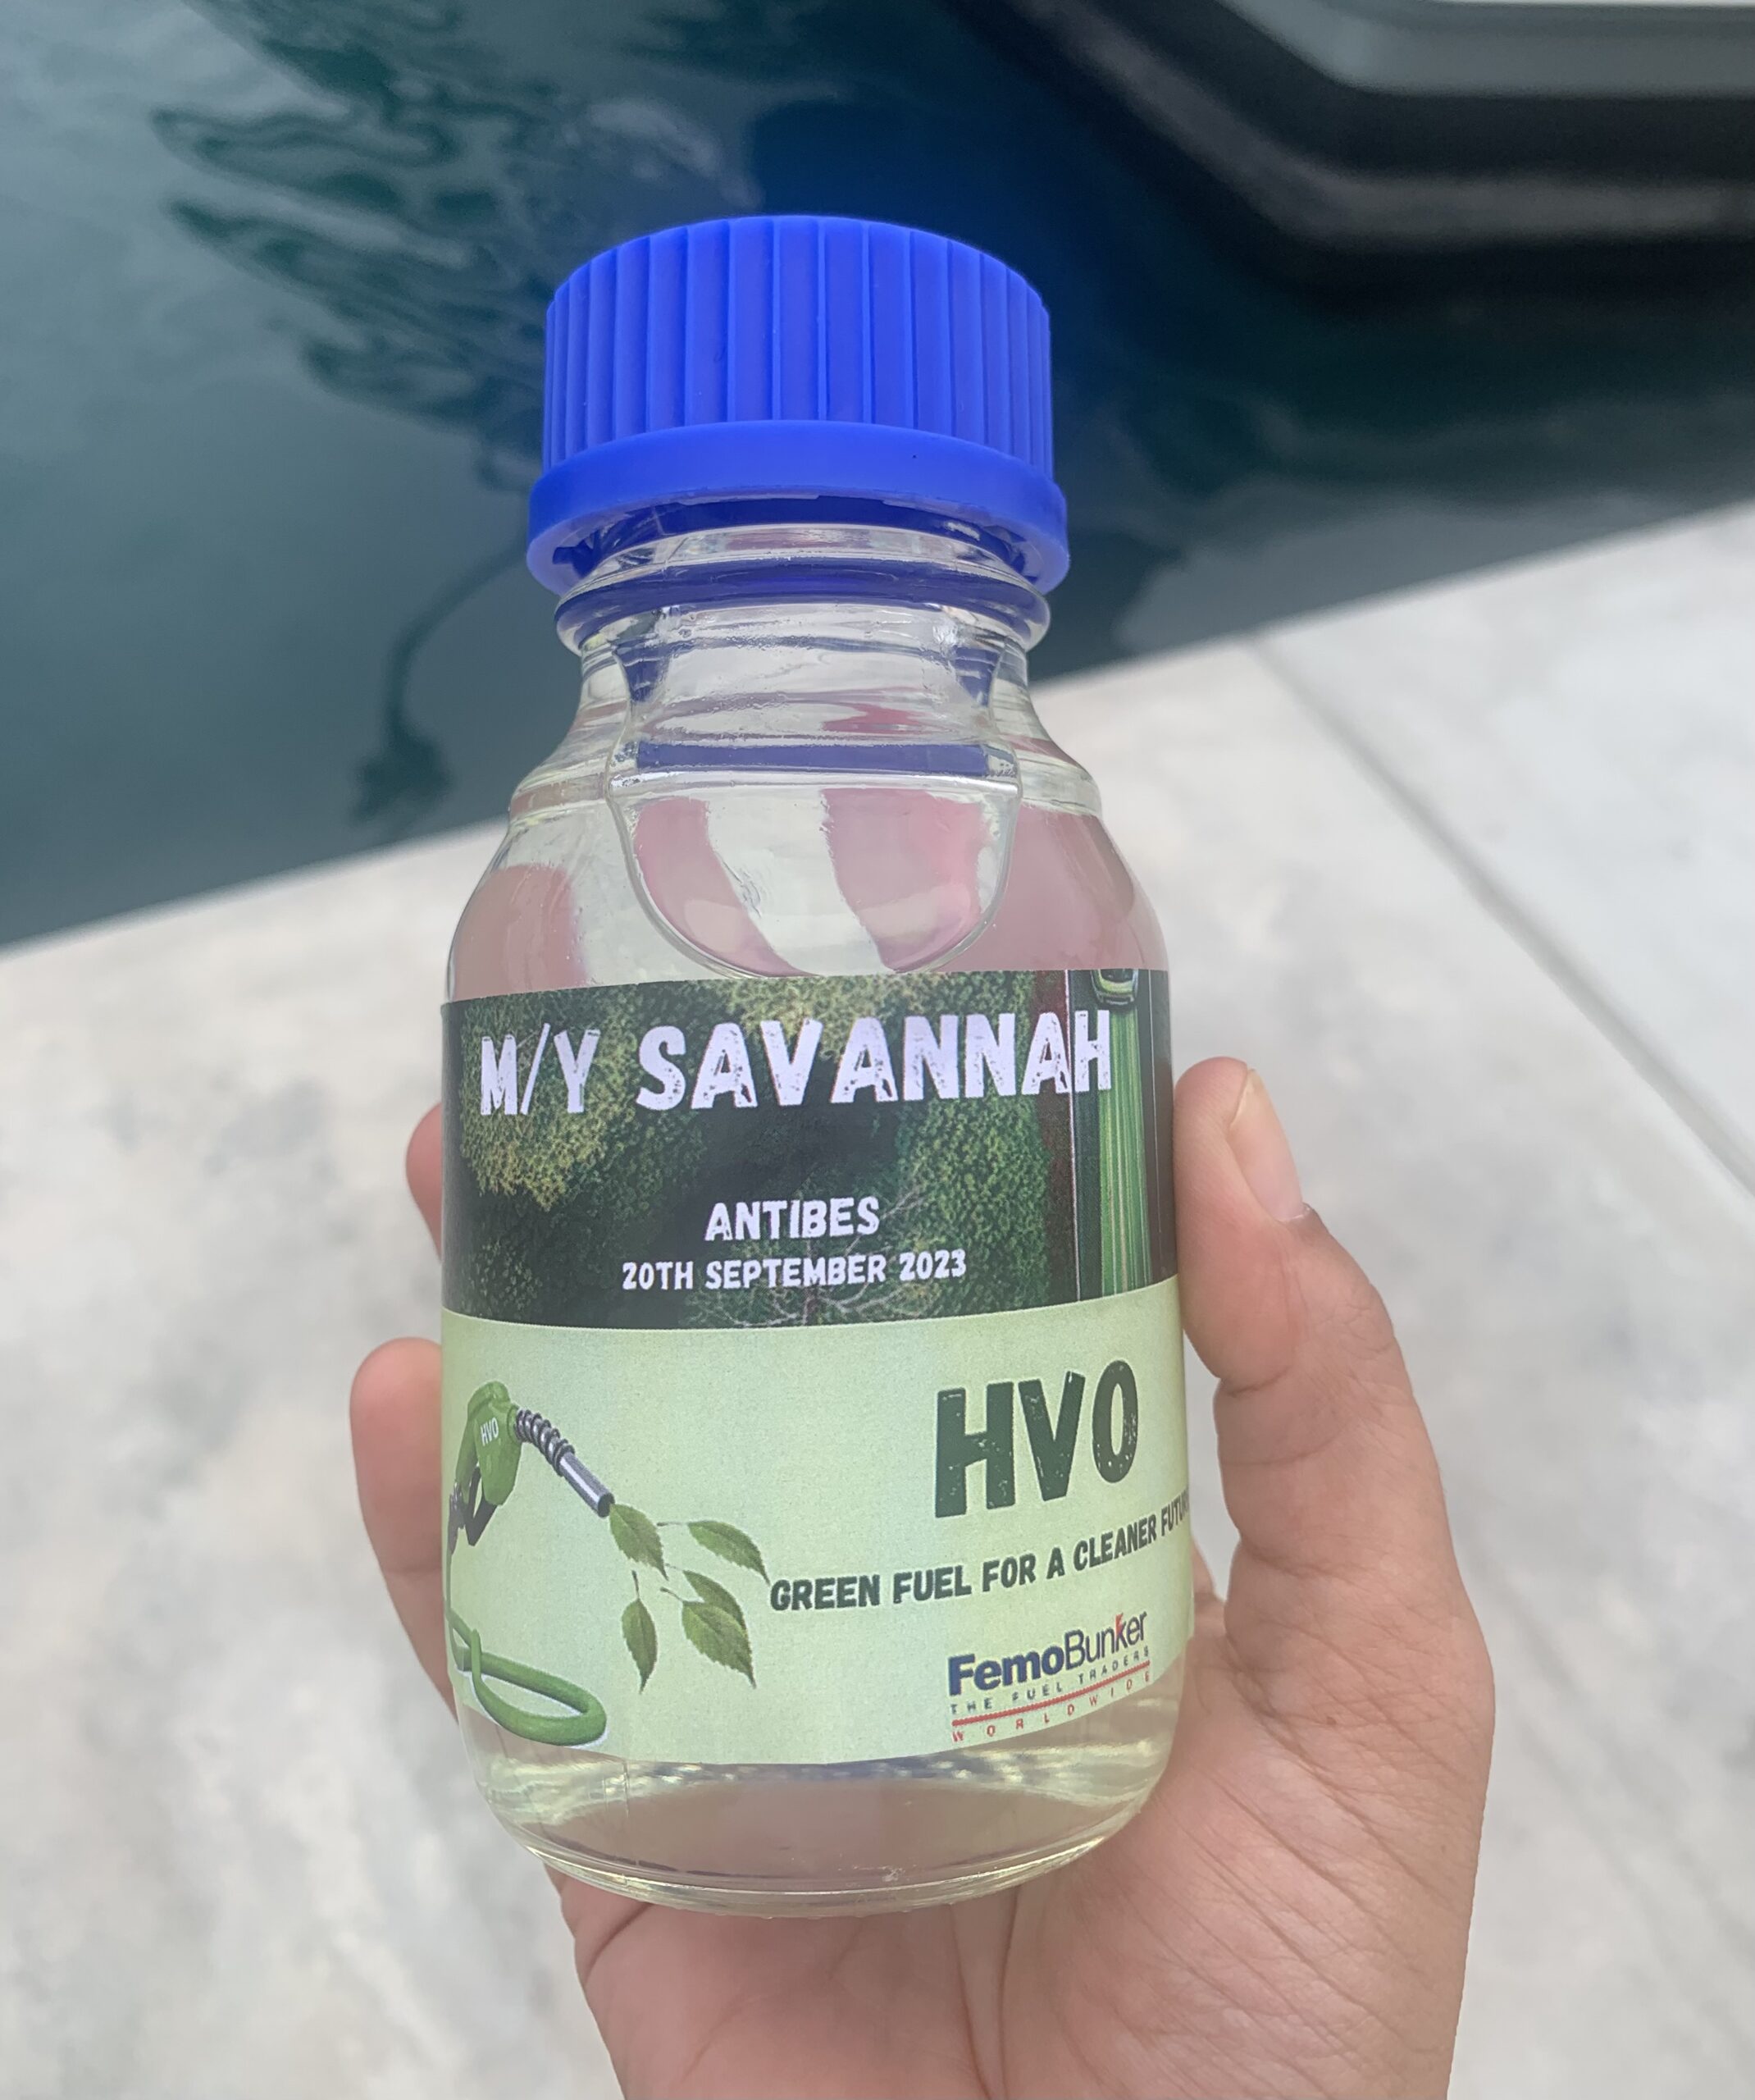 M/Y SAVANNAH
ANTIBES
20TH SEPTEMBER 2023
HVO
HVO
GREEN FUEL FOR A CLEANER
FemoBunker
THE FUEL TRADERS
WORLDWIDE